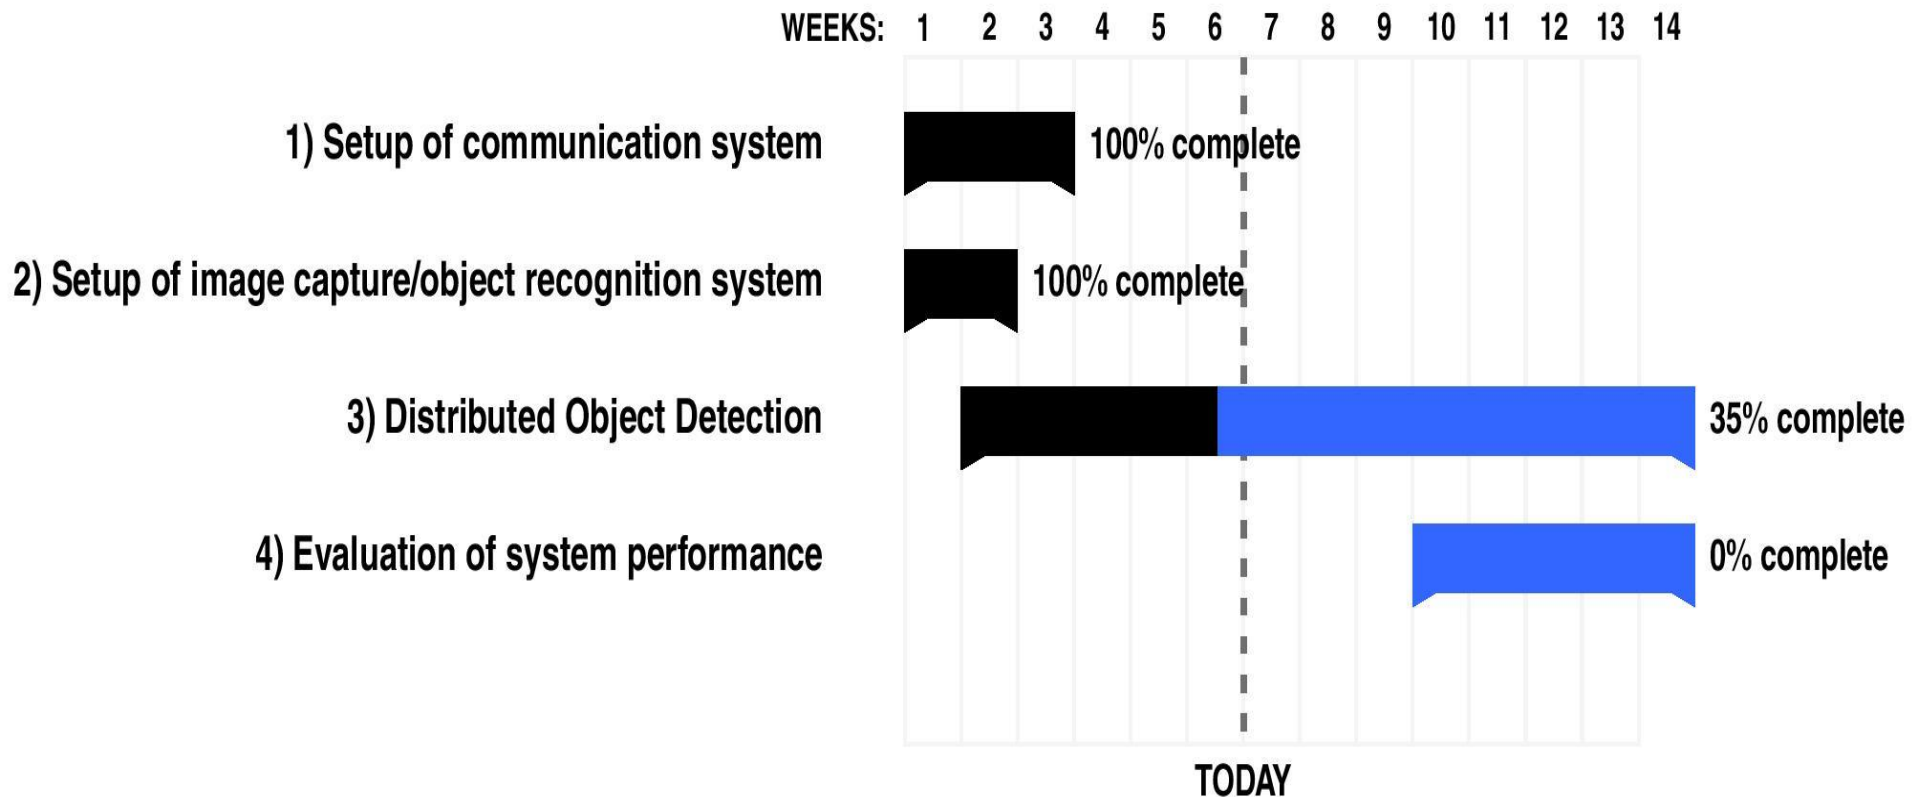 WEEKS: 1 2 3 4 5 6 7 8 9 10 11 12 13 14
1) Setup of communication system 100% complete
2) Setup of image capture/object recognition system 100% complete
3) Distributed Object Detection 35% complete
4) Evaluation of system performance 0% complete
TODAY